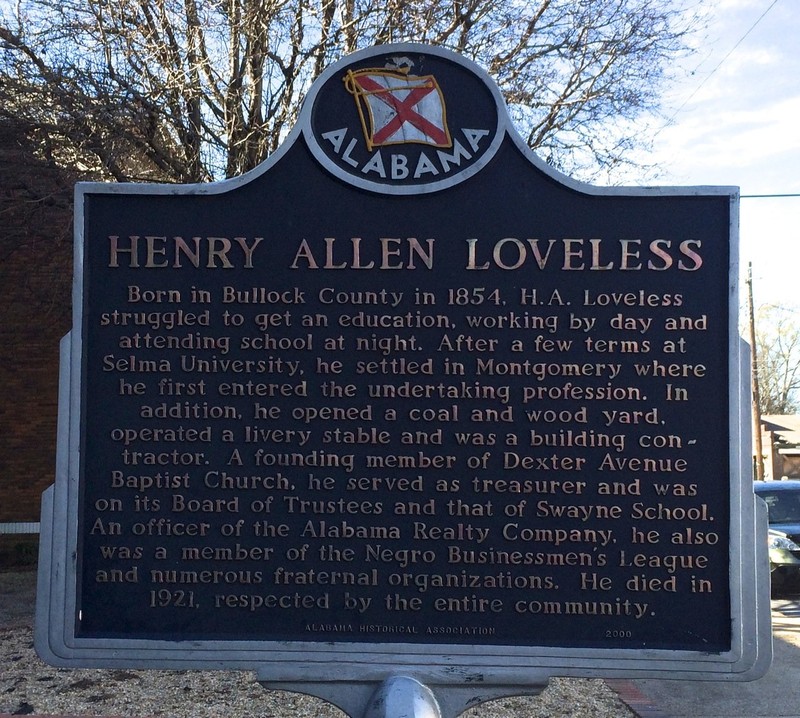 ALABAMA
HENRY ALLEN LOVELESS
Born in Bullock County in 1854, H.A. Loveless
struggled to get an education, working by day and
attending school at night. After a few terms at
Selma University, he settled in Montgomery where
he first entered the undertaking profession. In
addition, he opened a coal and wood yard,
operated a livery stable and was a building con-
tractor. A founding member of Dexter Avenue
Baptist Church, he served as treasurer and was
on its Board of Trustees and that of Swayne School.
An officer of the Alabama Realty Company, he also
was a member of the Negro Businessmen's League
and numerous fraternal organizations. He died in
1921, respected by the entire community.
ALABAMA HISTORICAL ASSOCIATION 2000